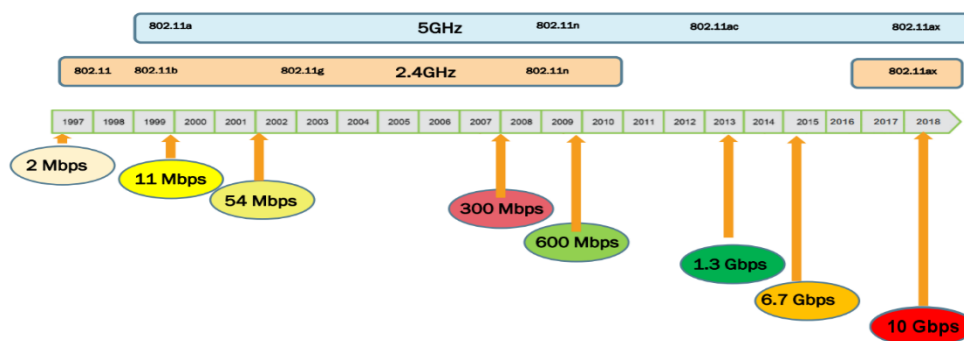 802.11a 5GHz 802.11n 802.11ac 802.11ax
802.11 802.11b 802.11g 2.4GHz 802.11n 802.11ax
1997 1998 1999 2000 2001 2002 2003 2004 2005 2006 2007 2008 2009 2010 2011 2012 2013 2014 2015 2016 2017 2018
2 Mbps
11 Mbps
54 Mbps
300 Mbps
600 Mbps
1.3 Gbps
6.7 Gbps
10 Gbps